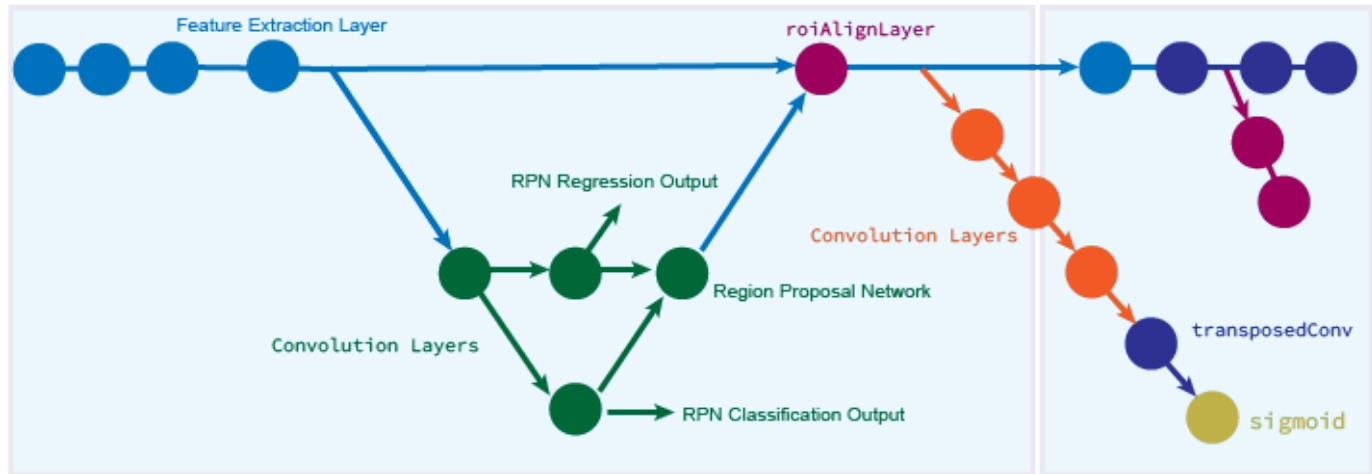 Feature Extraction Layer
roiAlignLayer
RPN Regression Output
Convolution Layers
Region Proposal Network
transposedConv
Convolution Layers
RPN Classification Output
sigmoid